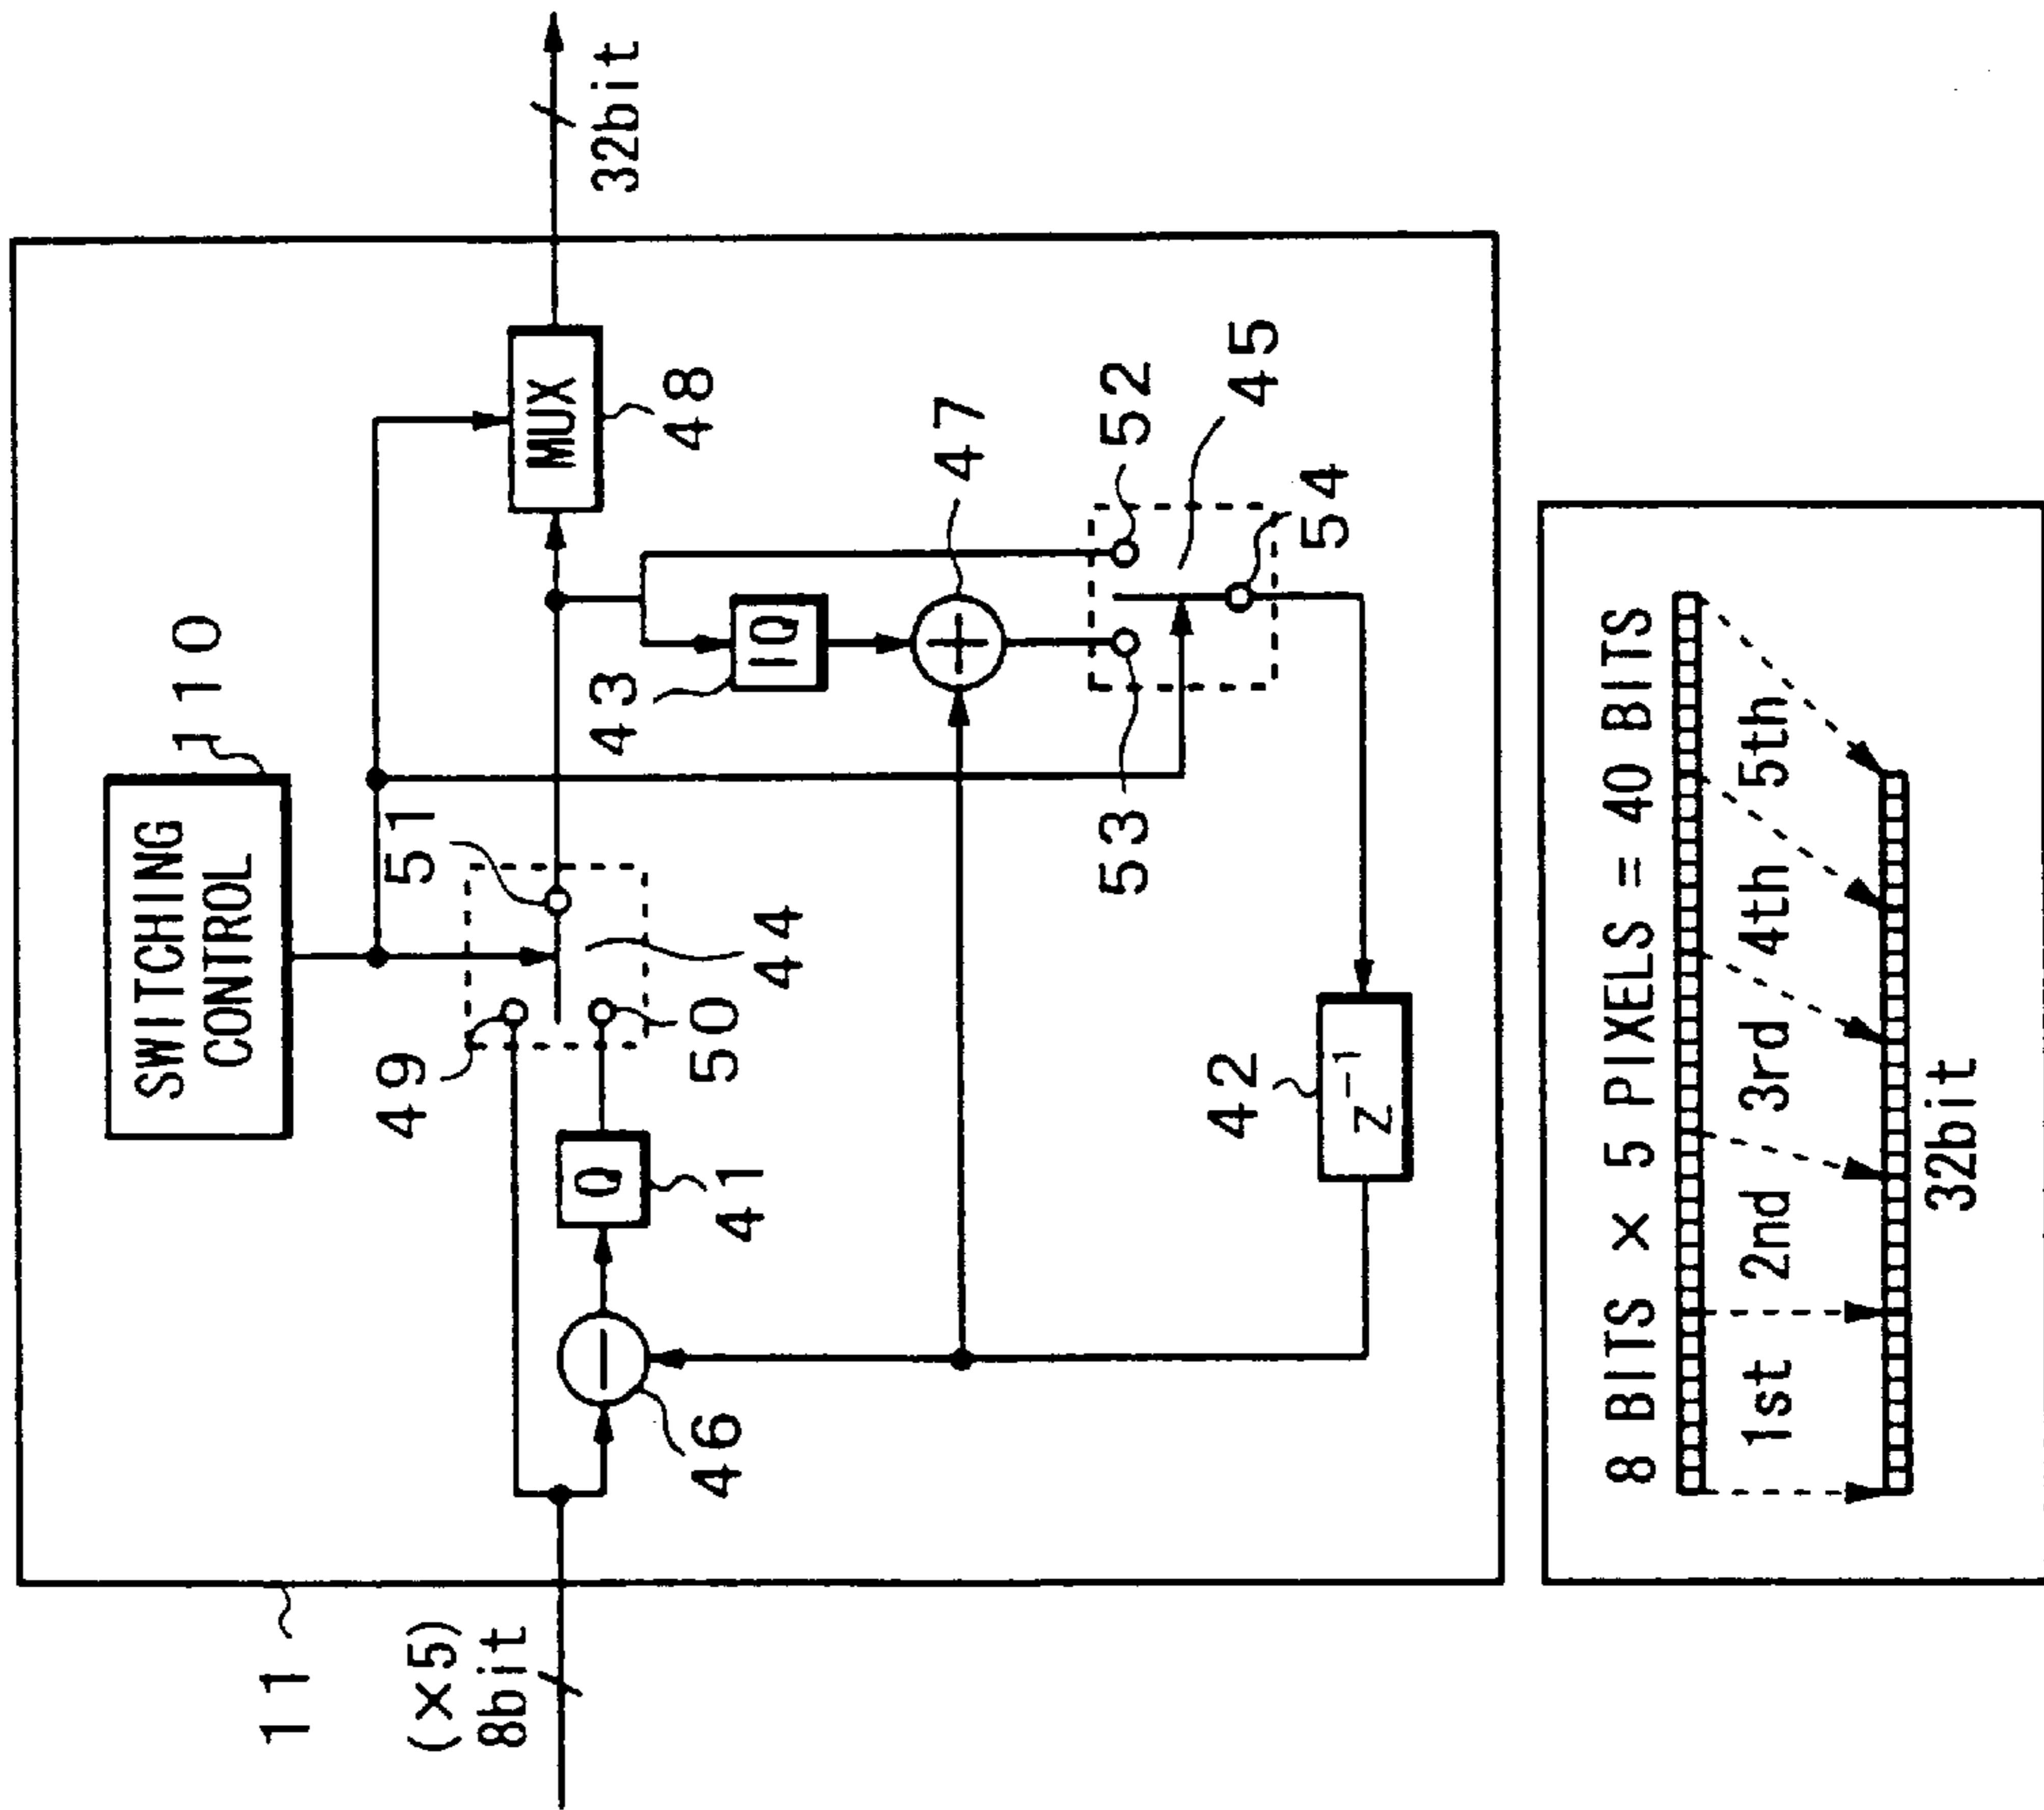 11
(x5)
8bit
SWITCHING
CONTROL
110
49
51
44
50
Q
41
46
MUX
48
32bit
43
IQ
47
52
45
53
54
42
z-1
8 BITS x 5 PIXELS = 40 BITS
1st 2nd 3rd 4th 5th
32bit